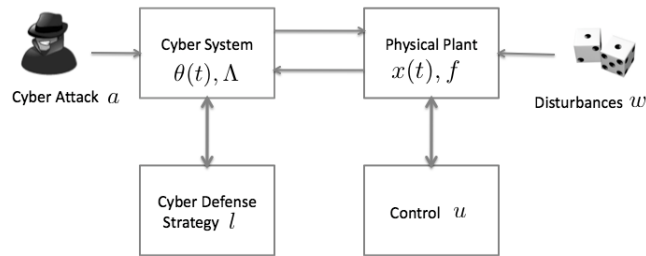 Cyber System
θ(t), Λ
Physical Plant
x(t), f
Cyber Attack a
Disturbances w
Cyber Defense
Strategy l
Control u